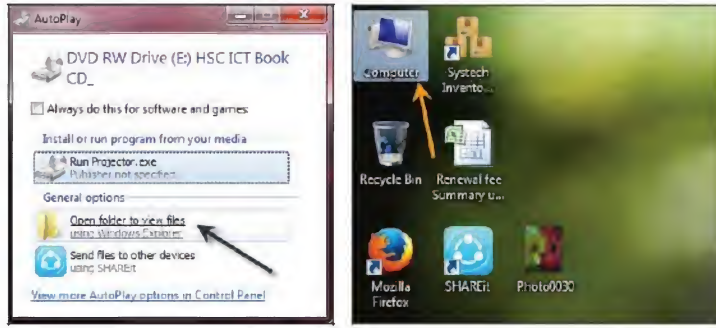 AutoPlay
DVD RW Drive (E:) HSC ICT Book
CD_
Always do this for software and games:
Install or run program from your media
Run Projector.exe
Publisher not specified
General options
Open folder to view files
using Windows Explorer
Send files to other devices
using SHAREit
View more AutoPlay options in Control Panel
Computer
Systech
Invento...
Recycle Bin
Renewal fee
Summary u...
Mozilla
Firefox
SHAREit
Photo0030